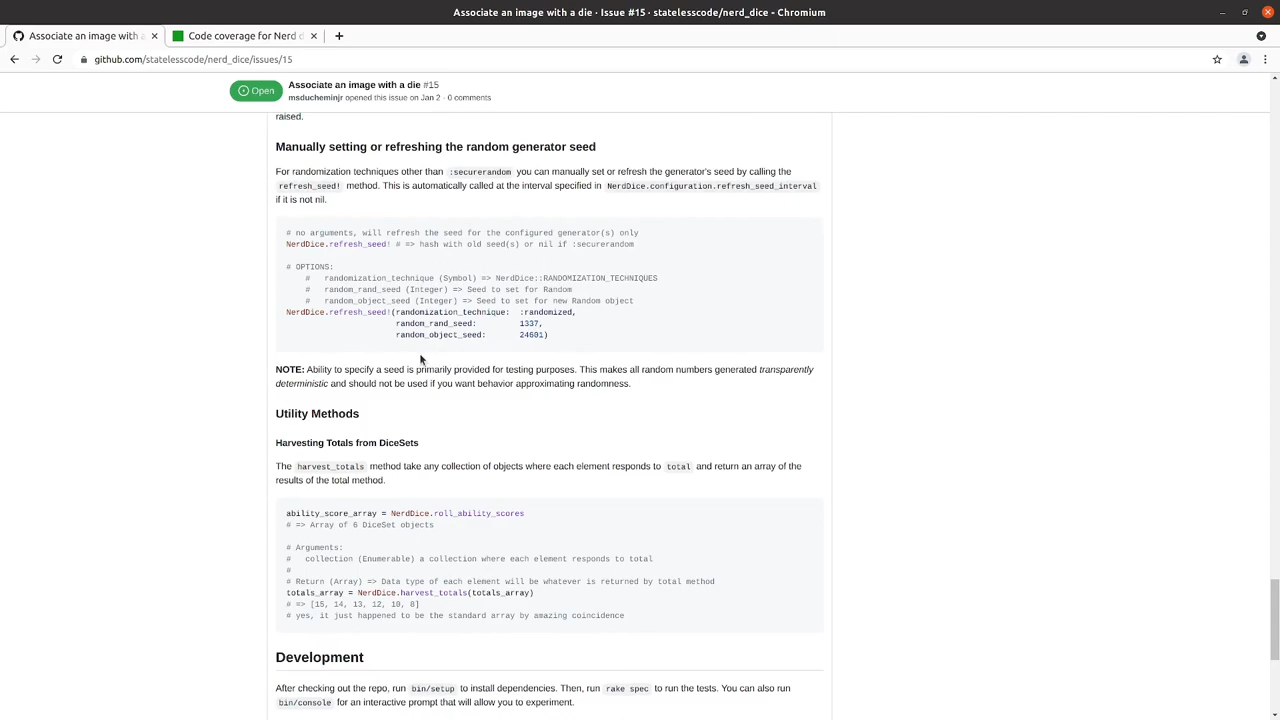 Associate an image with a die · Issue #15 · statelesscode/nerd_dice - Chromium
Associate an image with a
Code coverage for Nerd d
github.com/statelesscode/nerd_dice/issues/15
Open
Associate an image with a die #15
msducheminjr opened this issue on Jan 2 · 0 comments
raised.
Manually setting or refreshing the random generator seed
For randomization techniques other than :securerandom you can manually set or refresh the generator's seed by calling the
refresh_seed! method. This is automatically called at the interval specified in NerdDice.configuration.refresh_seed_interval
if it is not nil.
# no arguments, will refresh the seed for the configured generator(s) only
NerdDice.refresh_seed! # => hash with old seed(s) or nil if :securerandom
# OPTIONS:
#   randomization_technique (Symbol) => NerdDice::RANDOMIZATION_TECHNIQUES
#   random_rand_seed (Integer) => Seed to set for Random
#   random_object_seed (Integer) => Seed to set for new Random object
NerdDice.refresh_seed!(randomization_technique:  :randomized,
random_rand_seed:        1337,
random_object_seed:      24601)
NOTE: Ability to specify a seed is primarily provided for testing purposes. This makes all random numbers generated transparently
deterministic and should not be used if you want behavior approximating randomness.
Utility Methods
Harvesting Totals from DiceSets
The harvest_totals method take any collection of objects where each element responds to total and return an array of the
results of the total method.
ability_score_array = NerdDice.roll_ability_scores
# => Array of 6 DiceSet objects
# Arguments:
#   collection (Enumerable) a collection where each element responds to total
#
# Return (Array) => Data type of each element will be whatever is returned by total method
totals_array = NerdDice.harvest_totals(totals_array)
# => [15, 14, 13, 12, 10, 8]
# yes, it just happened to be the standard array by amazing coincidence
Development
After checking out the repo, run bin/setup to install dependencies. Then, run rake spec to run the tests. You can also run
bin/console for an interactive prompt that will allow you to experiment.